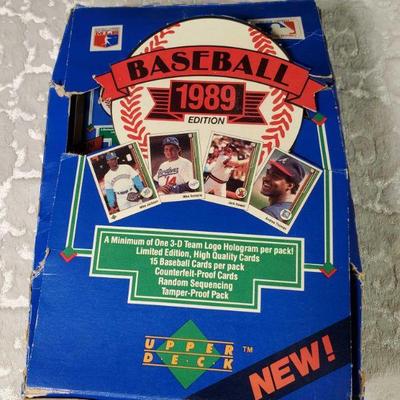 BASEBALL
1989
EDITION
A Minimum of One 3-D Team Logo Hologram per pack!
Limited Edition, High Quality Cards
15 Baseball Cards per pack
Counterfeit-Proof Cards
Random Sequencing
Tamper-Proof Pack
UPPER
DECK™
NEW!